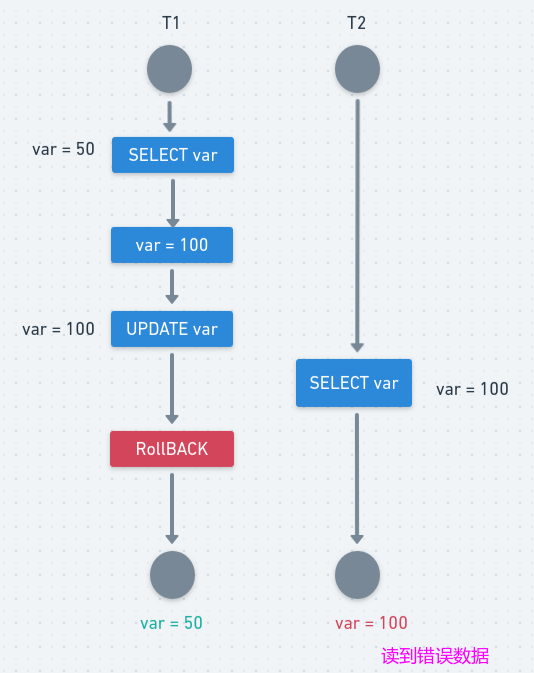 T1
T2
var = 50
SELECT var
var = 100
var = 100
UPDATE var
SELECT var
var = 100
RollBACK
var = 50
var = 100
读到错误数据